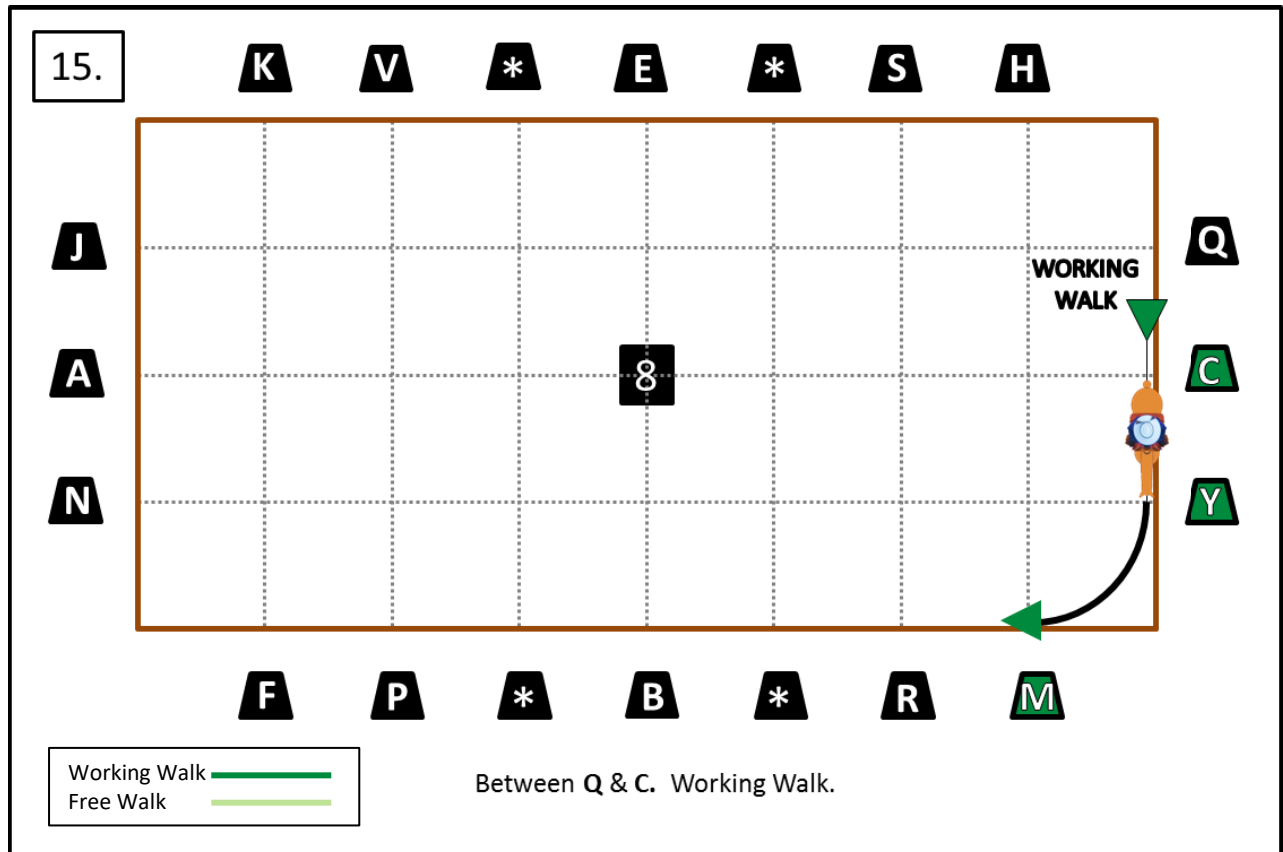 15.
K V * E * S H
J
Q
WORKING
WALK
A
8
C
N
Y
F P * B * R M
Working Walk
Free Walk
Between Q & C. Working Walk.